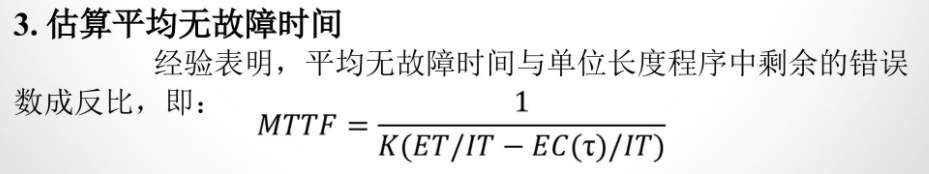 3. 估算平均无故障时间
经验表明，平均无故障时间与单位长度程序中剩余的错误
数成反比，即：
MTTF = 1 / K(ET/IT − EC(τ)/IT)